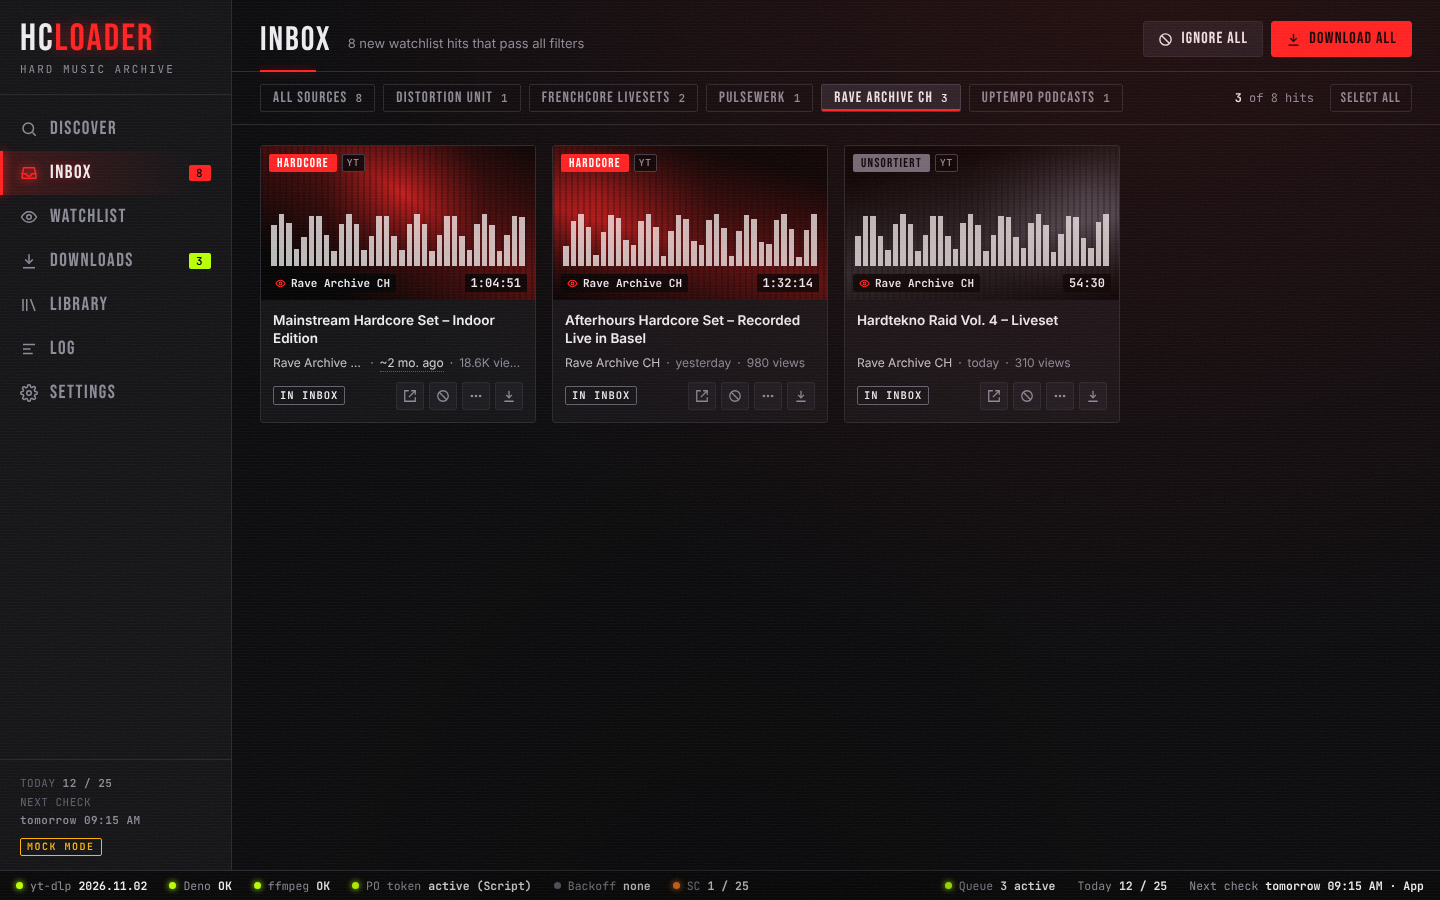 HCLOADER
HARD MUSIC ARCHIVE
DISCOVER
INBOX 8
WATCHLIST
DOWNLOADS 3
LIBRARY
LOG
SETTINGS
TODAY 12 / 25
NEXT CHECK
tomorrow 09:15 AM
MOCK MODE
INBOX 8 new watchlist hits that pass all filters
IGNORE ALL DOWNLOAD ALL
ALL SOURCES 8 DISTORTION UNIT 1 FRENCHCORE LIVESETS 2 PULSEWERK 1 RAVE ARCHIVE CH 3 UPTEMPO PODCASTS 1 3 of 8 hits SELECT ALL
HARDCORE YT
Rave Archive CH 1:04:51
Mainstream Hardcore Set – Indoor
Edition
Rave Archive ... · ~2 mo. ago · 18.6K vie...
IN INBOX
HARDCORE YT
Rave Archive CH 1:32:14
Afterhours Hardcore Set – Recorded
Live in Basel
Rave Archive CH · yesterday · 980 views
IN INBOX
UNSORTIERT YT
Rave Archive CH 54:30
Hardtekno Raid Vol. 4 – Liveset
Rave Archive CH · today · 310 views
IN INBOX
yt-dlp 2026.11.02 Deno OK ffmpeg OK PO token active (Script) Backoff none SC 1 / 25 Queue 3 active Today 12 / 25 Next check tomorrow 09:15 AM · App